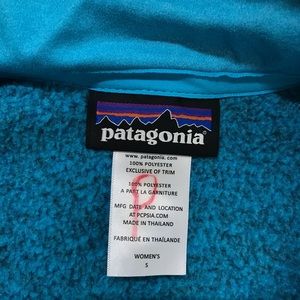 patagonia
www.patagonia.com
100% POLYESTER
EXCLUSIVE OF TRIM
100% POLYESTER
A PART LA GARNITURE
MFG DATE AND LOCATION
AT PCPSIA.COM
MADE IN THAILAND
FABRIQUÉ EN THAÏLANDE
WOMEN'S
S
P